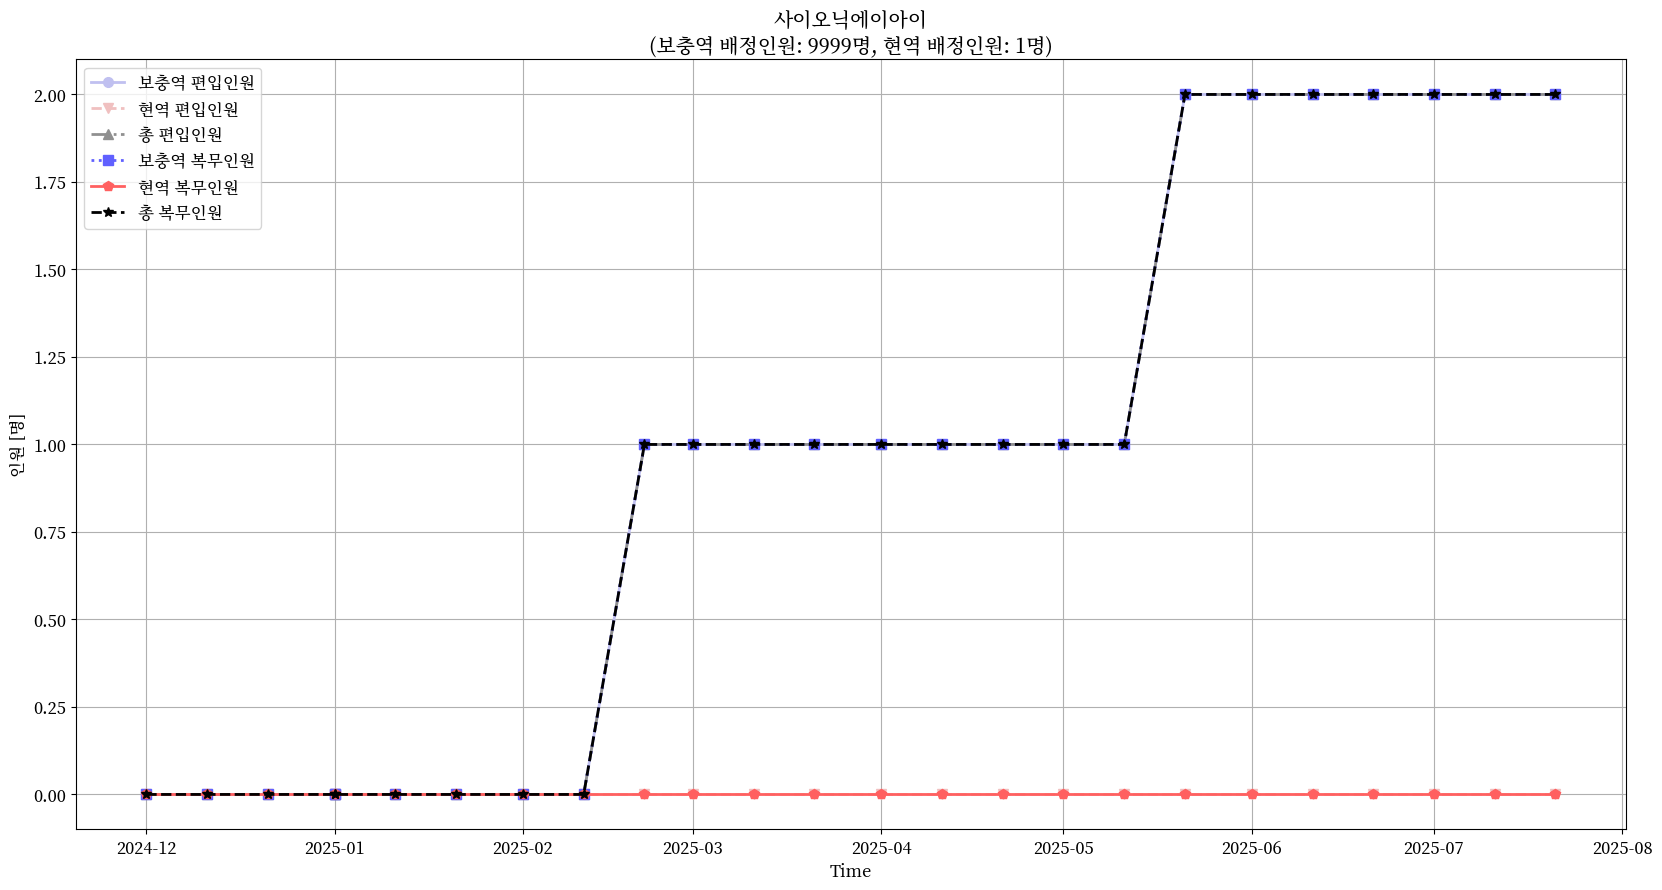 사이오닉에이아이
(보충역 배정인원: 9999명, 현역 배정인원: 1명)
보충역 편입인원
현역 편입인원
총 편입인원
보충역 복무인원
현역 복무인원
총 복무인원
인원 [명]
2.00
1.75
1.50
1.25
1.00
0.75
0.50
0.25
0.00
2024-12
2025-01
2025-02
2025-03
2025-04
2025-05
2025-06
2025-07
2025-08
Time